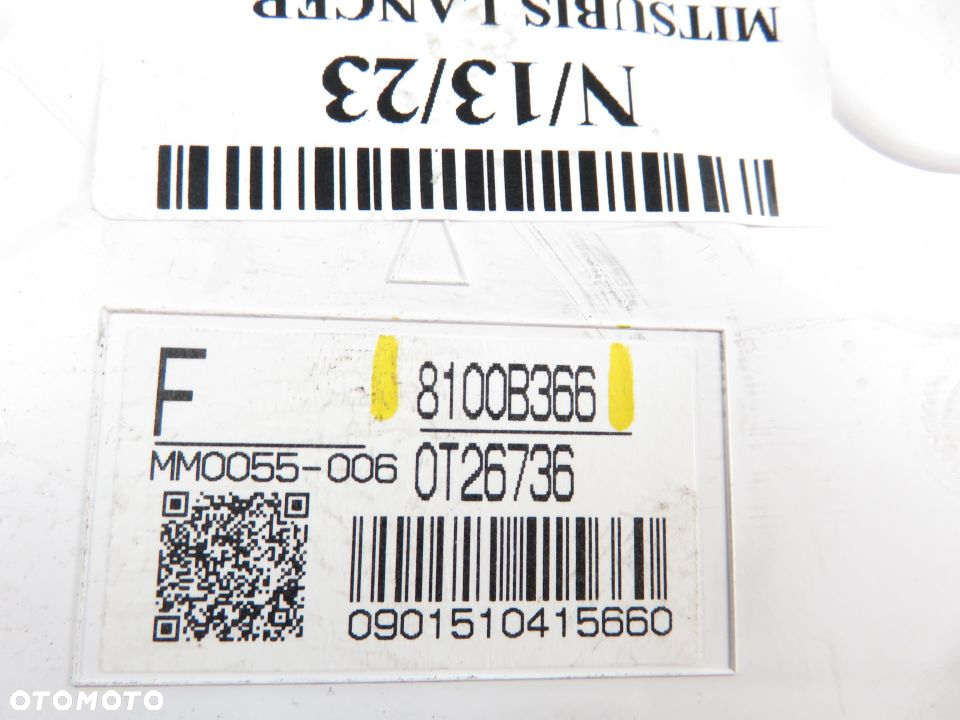 MITSUBIS LANCER
N/13/23
F
8100B366
MM0055-006
0T26736
0901510415660
OTOMOTO